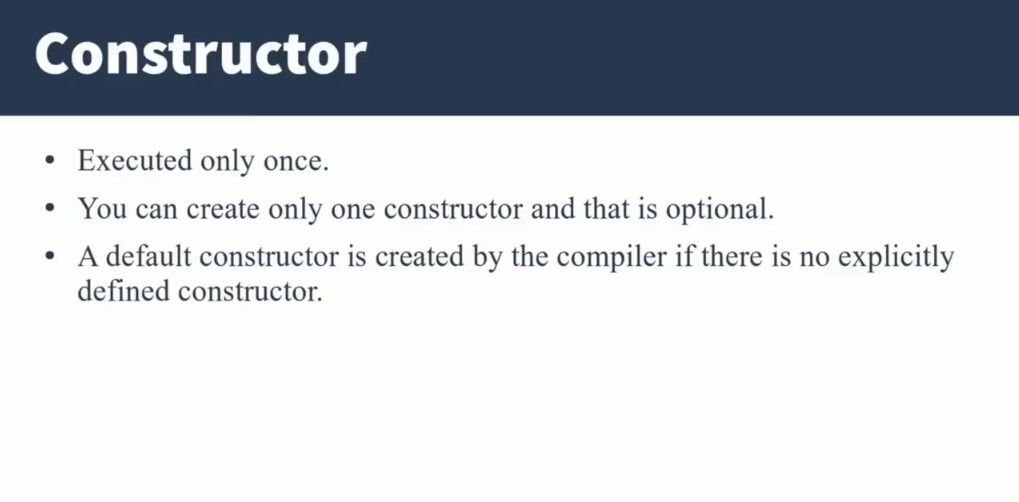 Constructor
• Executed only once.
• You can create only one constructor and that is optional.
• A default constructor is created by the compiler if there is no explicitly
defined constructor.